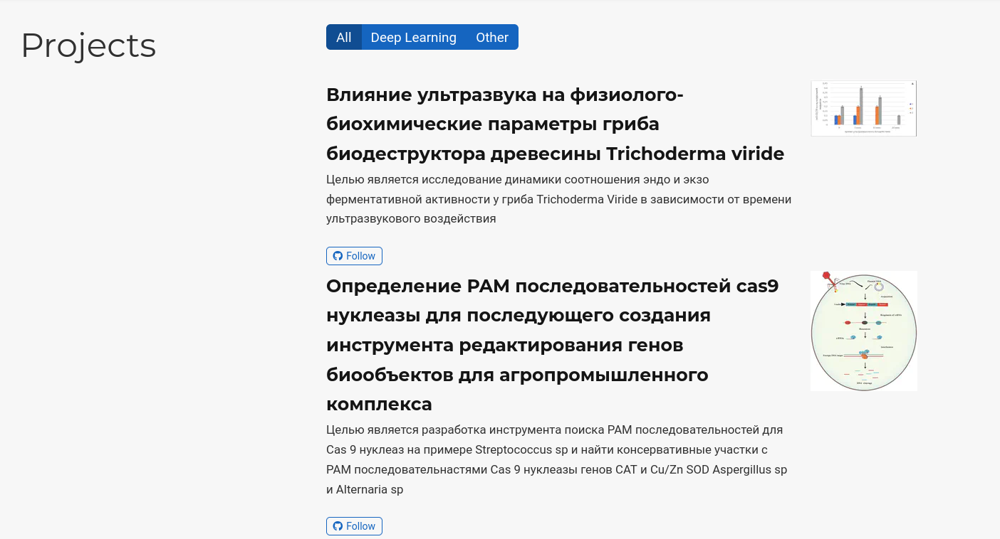 Projects
All Deep Learning Other
Влияние ультразвука на физиолого-
биохимические параметры гриба
биодеструктора древесины Trichoderma viride
Целью является исследование динамики соотношения эндо и экзо
ферментативной активности у гриба Trichoderma Viride в зависимости от времени
ультразвукового воздействия
Follow
Определение PAM последовательностей cas9
нуклеазы для последующего создания
инструмента редактирования генов
биообъектов для агропромышленного
комплекса
Целью является разработка инструмента поиска PAM последовательностей для
Cas 9 нуклеаз на примере Streptococcus sp и найти консервативные участки с
PAM последовательнастями Cas 9 нуклеазы генов CAT и Cu/Zn SOD Aspergillus sp
и Alternaria sp
Follow